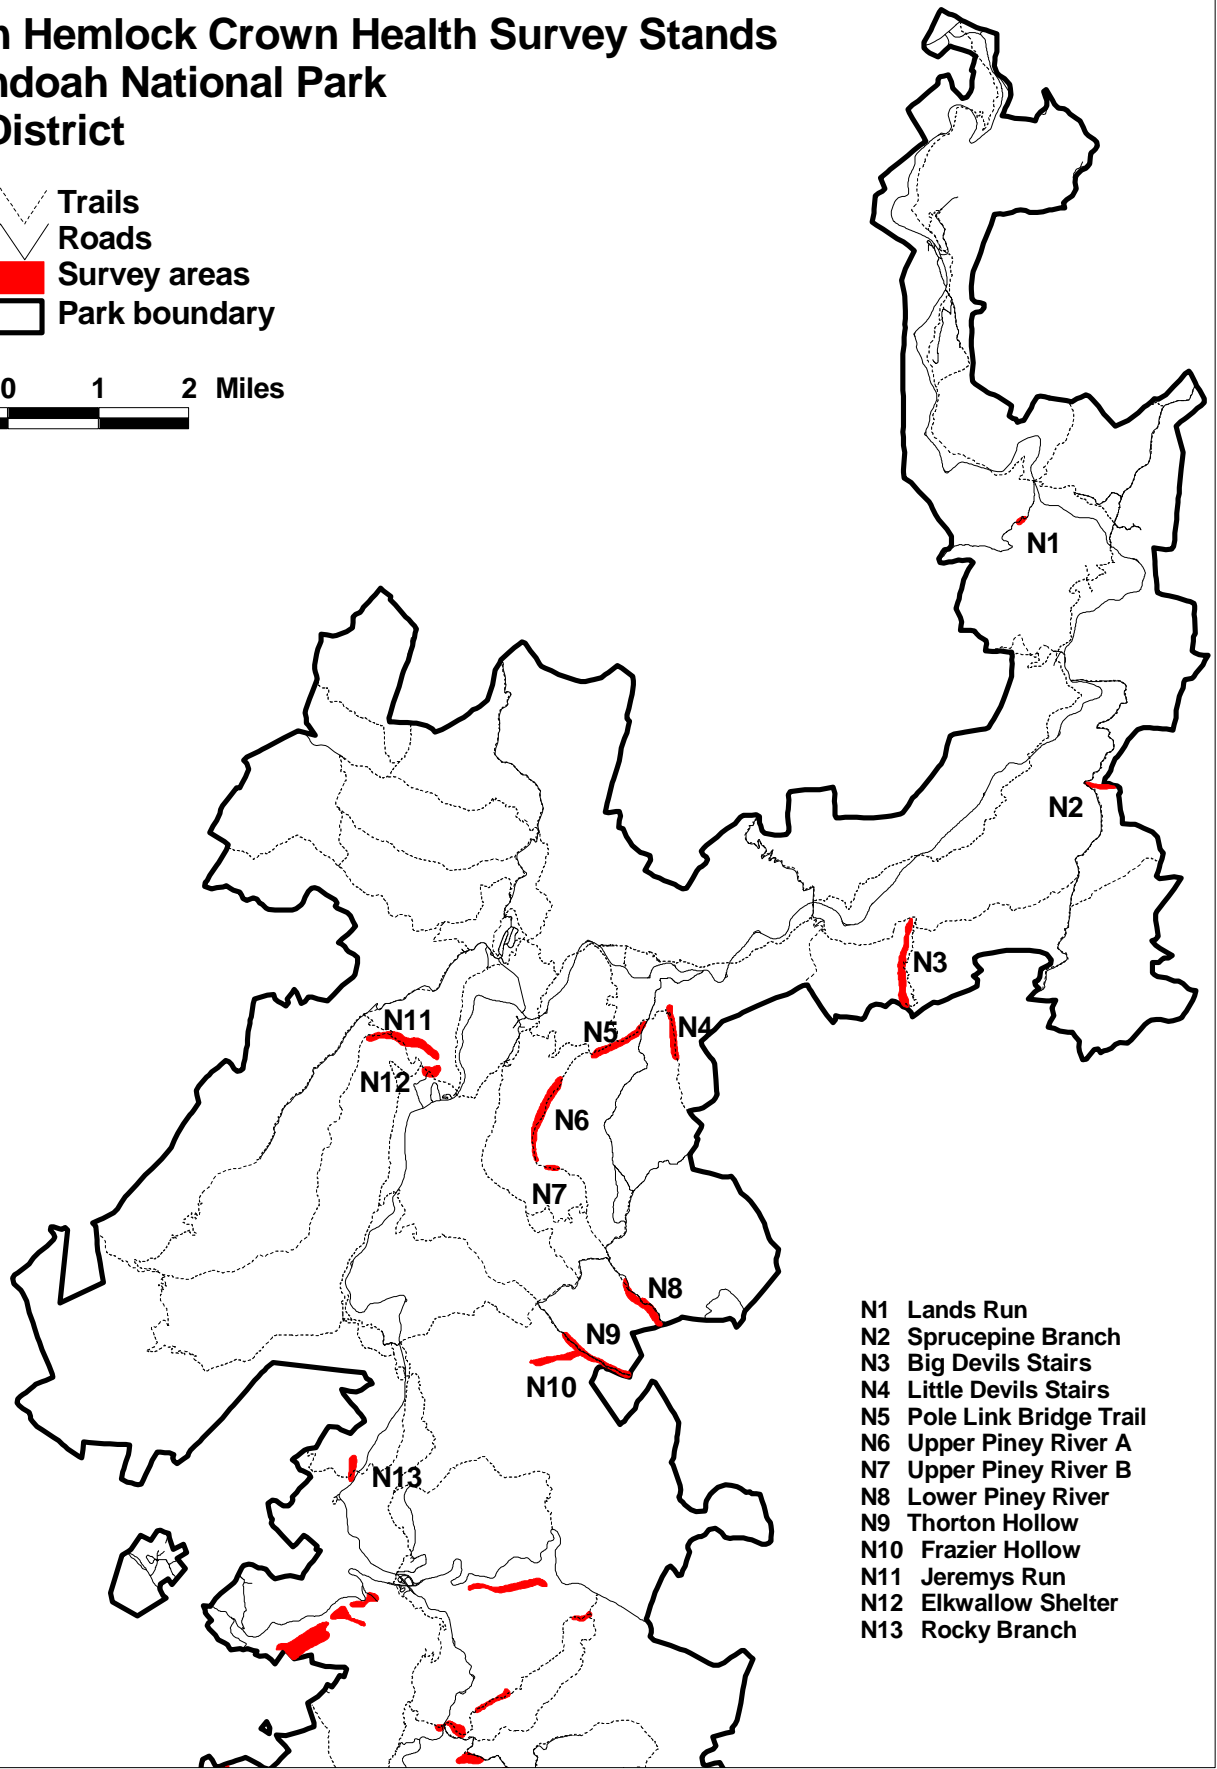 n Hemlock Crown Health Survey Stands
ndoah National Park
District
Trails
Roads
Survey areas
Park boundary
0 1 2 Miles
N1
N2
N3
N4
N5
N11
N12
N6
N7
N8
N9
N10
N13
N1 Lands Run
N2 Sprucepine Branch
N3 Big Devils Stairs
N4 Little Devils Stairs
N5 Pole Link Bridge Trail
N6 Upper Piney River A
N7 Upper Piney River B
N8 Lower Piney River
N9 Thorton Hollow
N10 Frazier Hollow
N11 Jeremys Run
N12 Elkwallow Shelter
N13 Rocky Branch